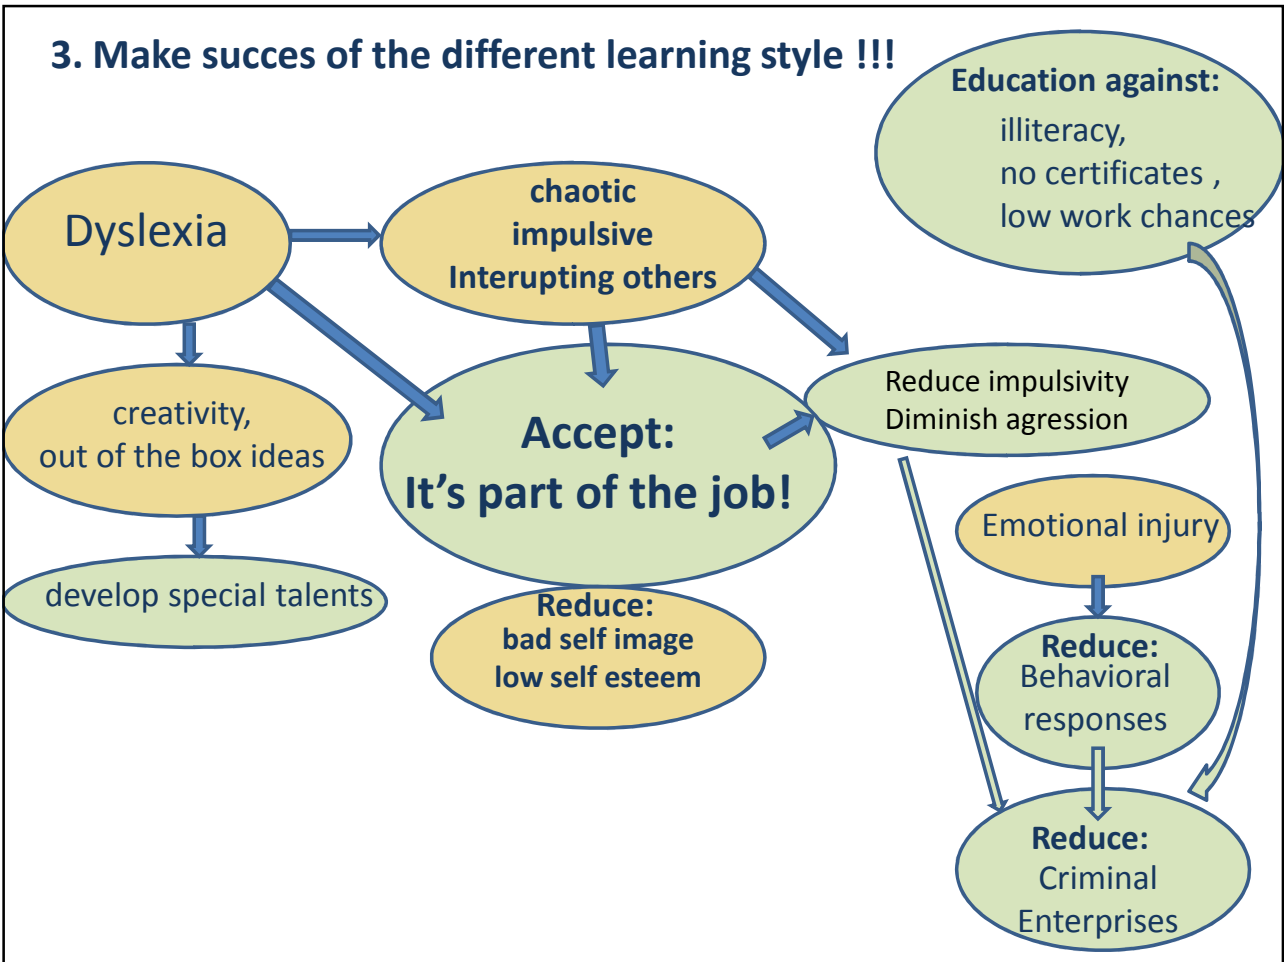 3. Make succes of the different learning style !!!
Education against:
illiteracy,
no certificates ,
low work chances
Dyslexia
chaotic
impulsive
Interupting others
creativity,
out of the box ideas
Accept:
It's part of the job!
Reduce impulsivity
Diminish agression
develop special talents
Reduce:
bad self image
low self esteem
Emotional injury
Reduce:
Behavioral
responses
Reduce:
Criminal
Enterprises